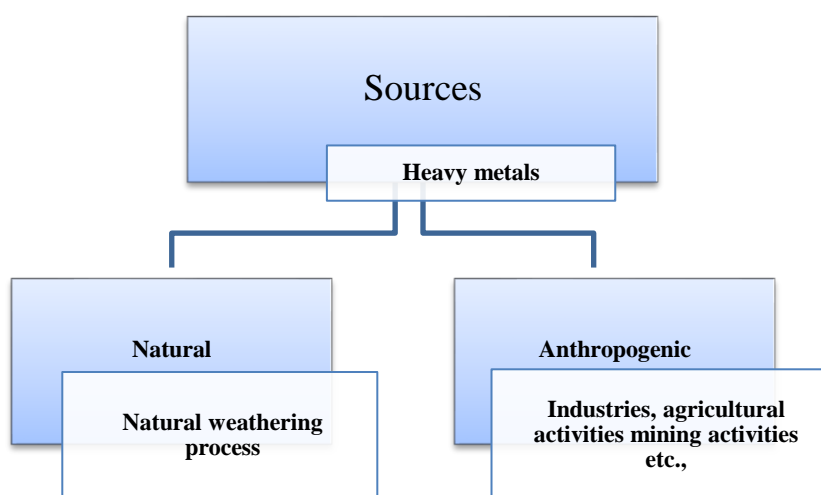 Sources
Heavy metals
Natural
Natural weathering
process
Anthropogenic
Industries, agricultural
activities mining activities
etc.,